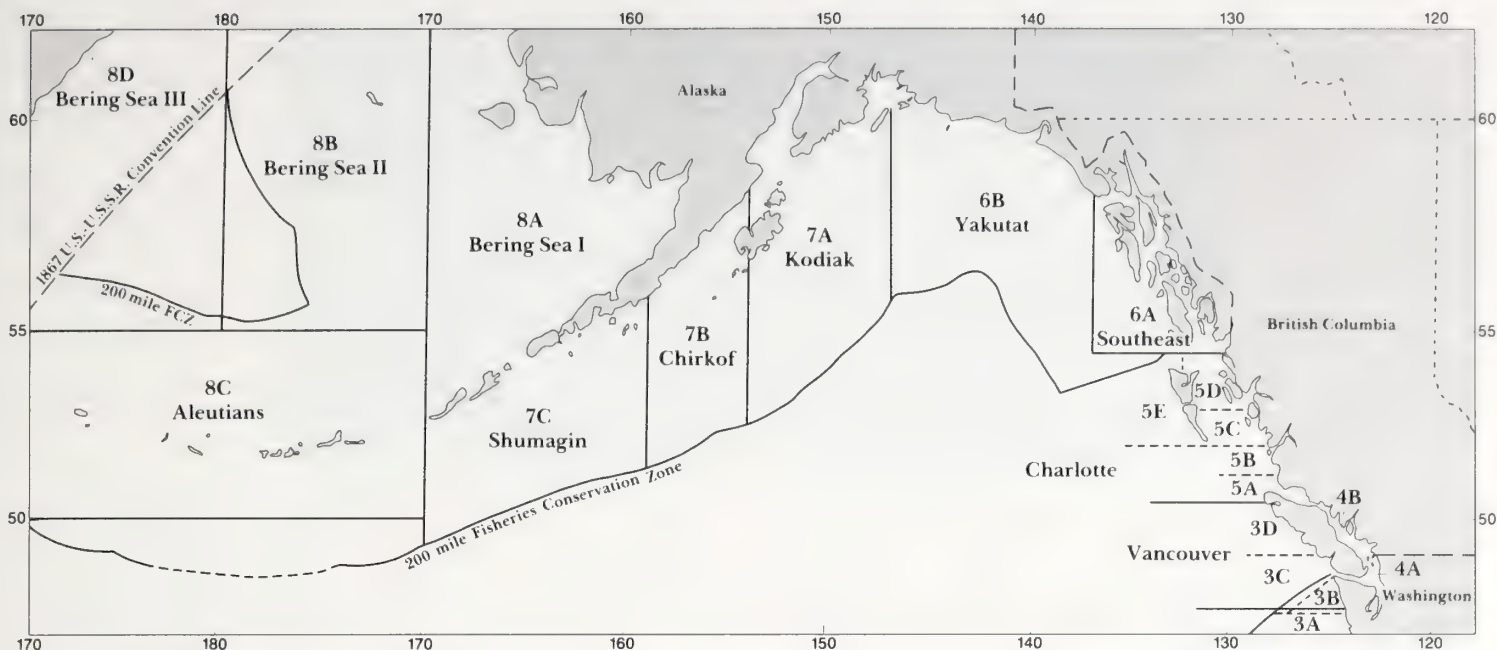 170 180 170 160 150 140 130 120
8D
Bering Sea III
1867 U.S.-U.S.S.R. Convention Line
60
8B
Bering Sea II
200 mile FCZ
55
8C
Aleutians
50
Alaska
8A
Bering Sea I
7C
Shumagin
7B
Chirkof
7A
Kodiak
6B
Yakutat
6A
Southeast
200 mile Fisheries Conservation Zone
60
British Columbia
55
5D
5E
5C
Charlotte
5B
5A
4B
50
3D
Vancouver
3C
4A
Washington
3B
3A
170 180 170 160 150 140 130 120